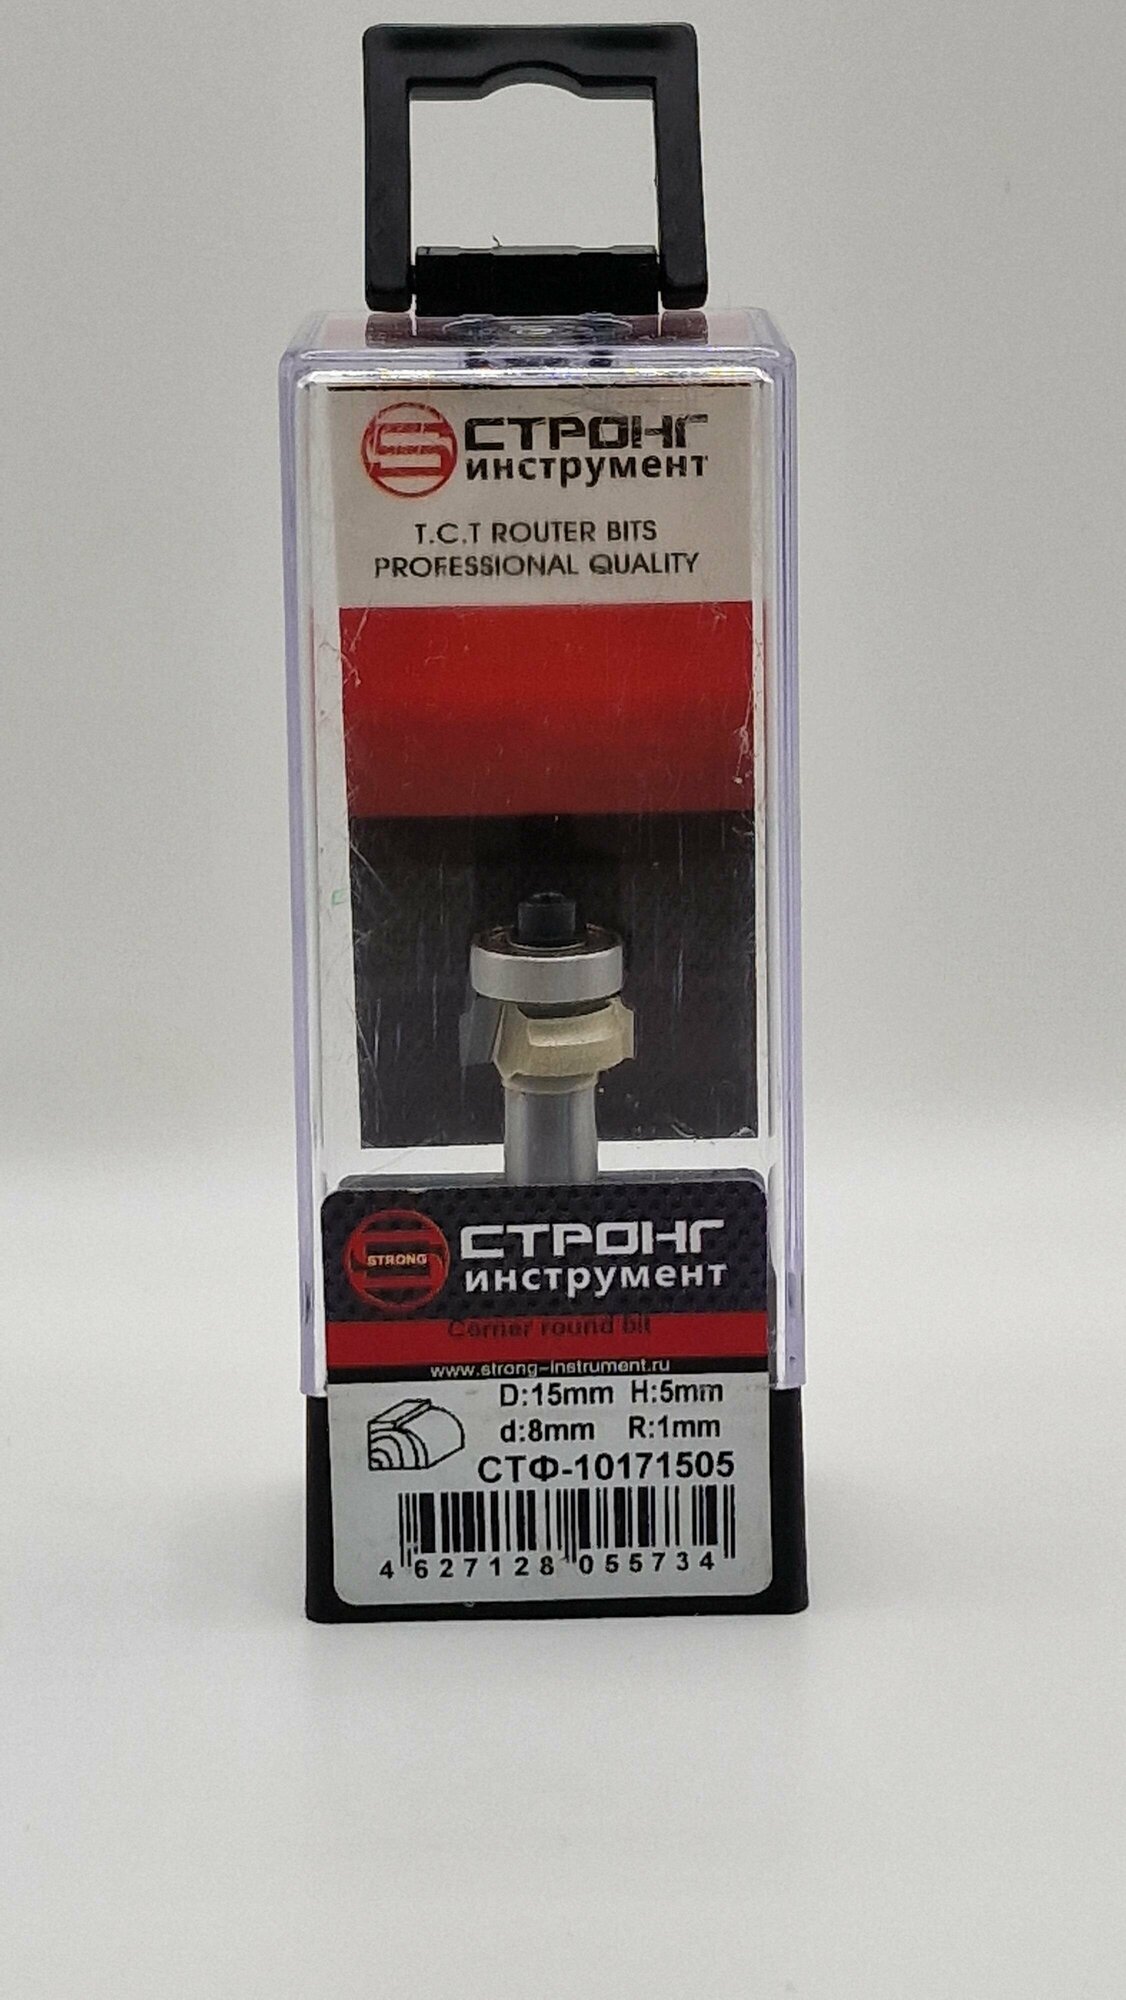 СТРОНГ
инструмент
T.C.T ROUTER BITS
PROFESSIONAL QUALITY
STRONG
СТРОНГ
инструмент
Corner round bit
www.strong-instrument.ru
D:15mm H:5mm
d:8mm R:1mm
СТФ-10171505
4 627128 055734